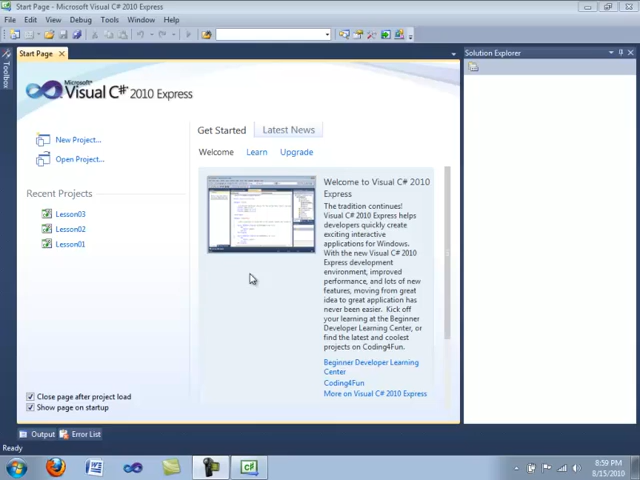 Start Page - Microsoft Visual C# 2010 Express
File Edit View Debug Tools Window Help
Start Page
Solution Explorer
Toolbox
Microsoft
Visual C# 2010 Express
Get Started
Latest News
New Project...
Open Project...
Welcome
Learn
Upgrade
Recent Projects
Lesson03
Lesson02
Lesson01
Welcome to Visual C# 2010
Express
The tradition continues!
Visual C# 2010 Express helps
developers quickly create
exciting interactive
applications for Windows.
With the new Visual C# 2010
Express development
environment, improved
performance, and lots of new
features, moving from great
idea to great application has
never been easier. Kick off
your learning at the Beginner
Developer Learning Center, or
find the latest and coolest
projects on Coding4Fun.
Beginner Developer Learning
Center
Coding4Fun
More on Visual C# 2010 Express
Close page after project load
Show page on startup
Output
Error List
Ready
8:59 PM
8/15/2010